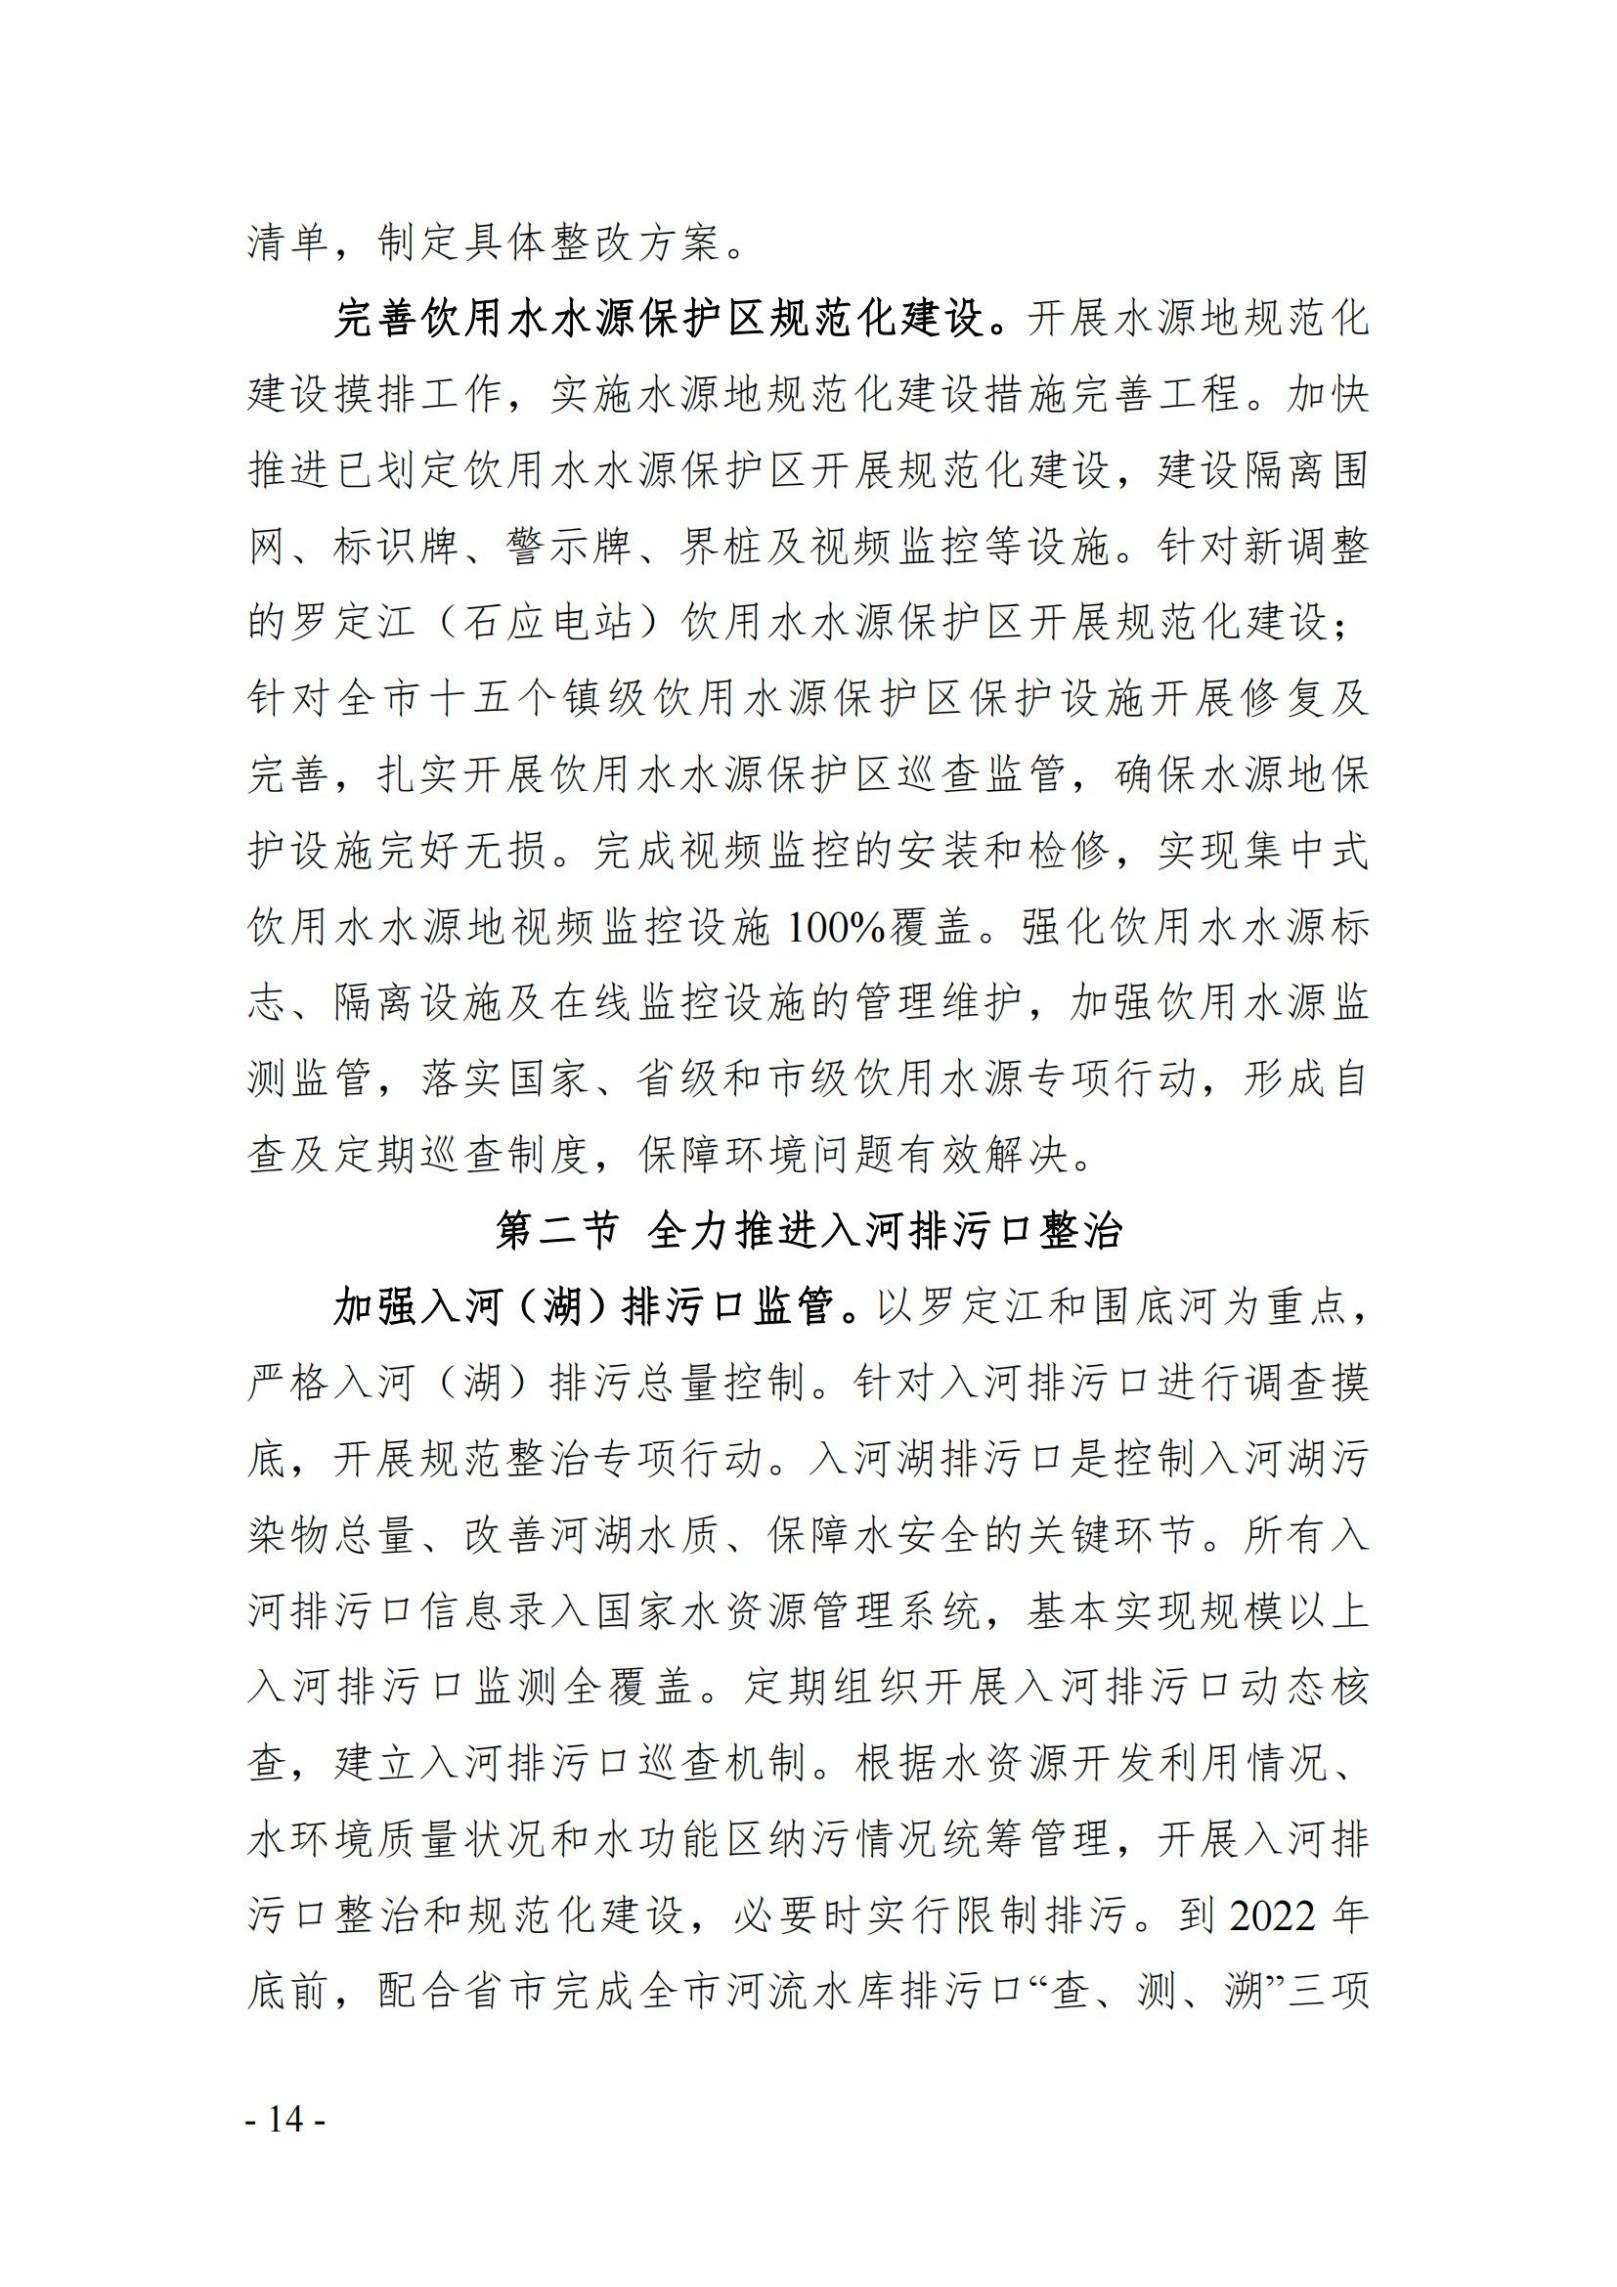 清单，制定具体整改方案。
完善饮用水水源保护区规范化建设。开展水源地规范化
建设摸排工作，实施水源地规范化建设措施完善工程。加快
推进已划定饮用水水源保护区开展规范化建设，建设隔离围
网、标识牌、警示牌、界桩及视频监控等设施。针对新调整
的罗定江（石应电站）饮用水水源保护区开展规范化建设；
针对全市十五个镇级饮用水源保护区保护设施开展修复及
完善，扎实开展饮用水水源保护区巡查监管，确保水源地保
护设施完好无损。完成视频监控的安装和检修，实现集中式
饮用水水源地视频监控设施 100%覆盖。强化饮用水水源标
志、隔离设施及在线监控设施的管理维护，加强饮用水源监
测监管，落实国家、省级和市级饮用水源专项行动，形成自
查及定期巡查制度，保障环境问题有效解决。
第二节 全力推进入河排污口整治
加强入河（湖）排污口监管。以罗定江和围底河为重点，
严格入河（湖）排污总量控制。针对入河排污口进行调查摸
底，开展规范整治专项行动。入河湖排污口是控制入河湖污
染物总量、改善河湖水质、保障水安全的关键环节。所有入
河排污口信息录入国家水资源管理系统，基本实现规模以上
入河排污口监测全覆盖。定期组织开展入河排污口动态核
查，建立入河排污口巡查机制。根据水资源开发利用情况、
水环境质量状况和水功能区纳污情况统筹管理，开展入河排
污口整治和规范化建设，必要时实行限制排污。到 2022 年
底前，配合省市完成全市河流水库排污口“查、测、溯”三项
- 14 -